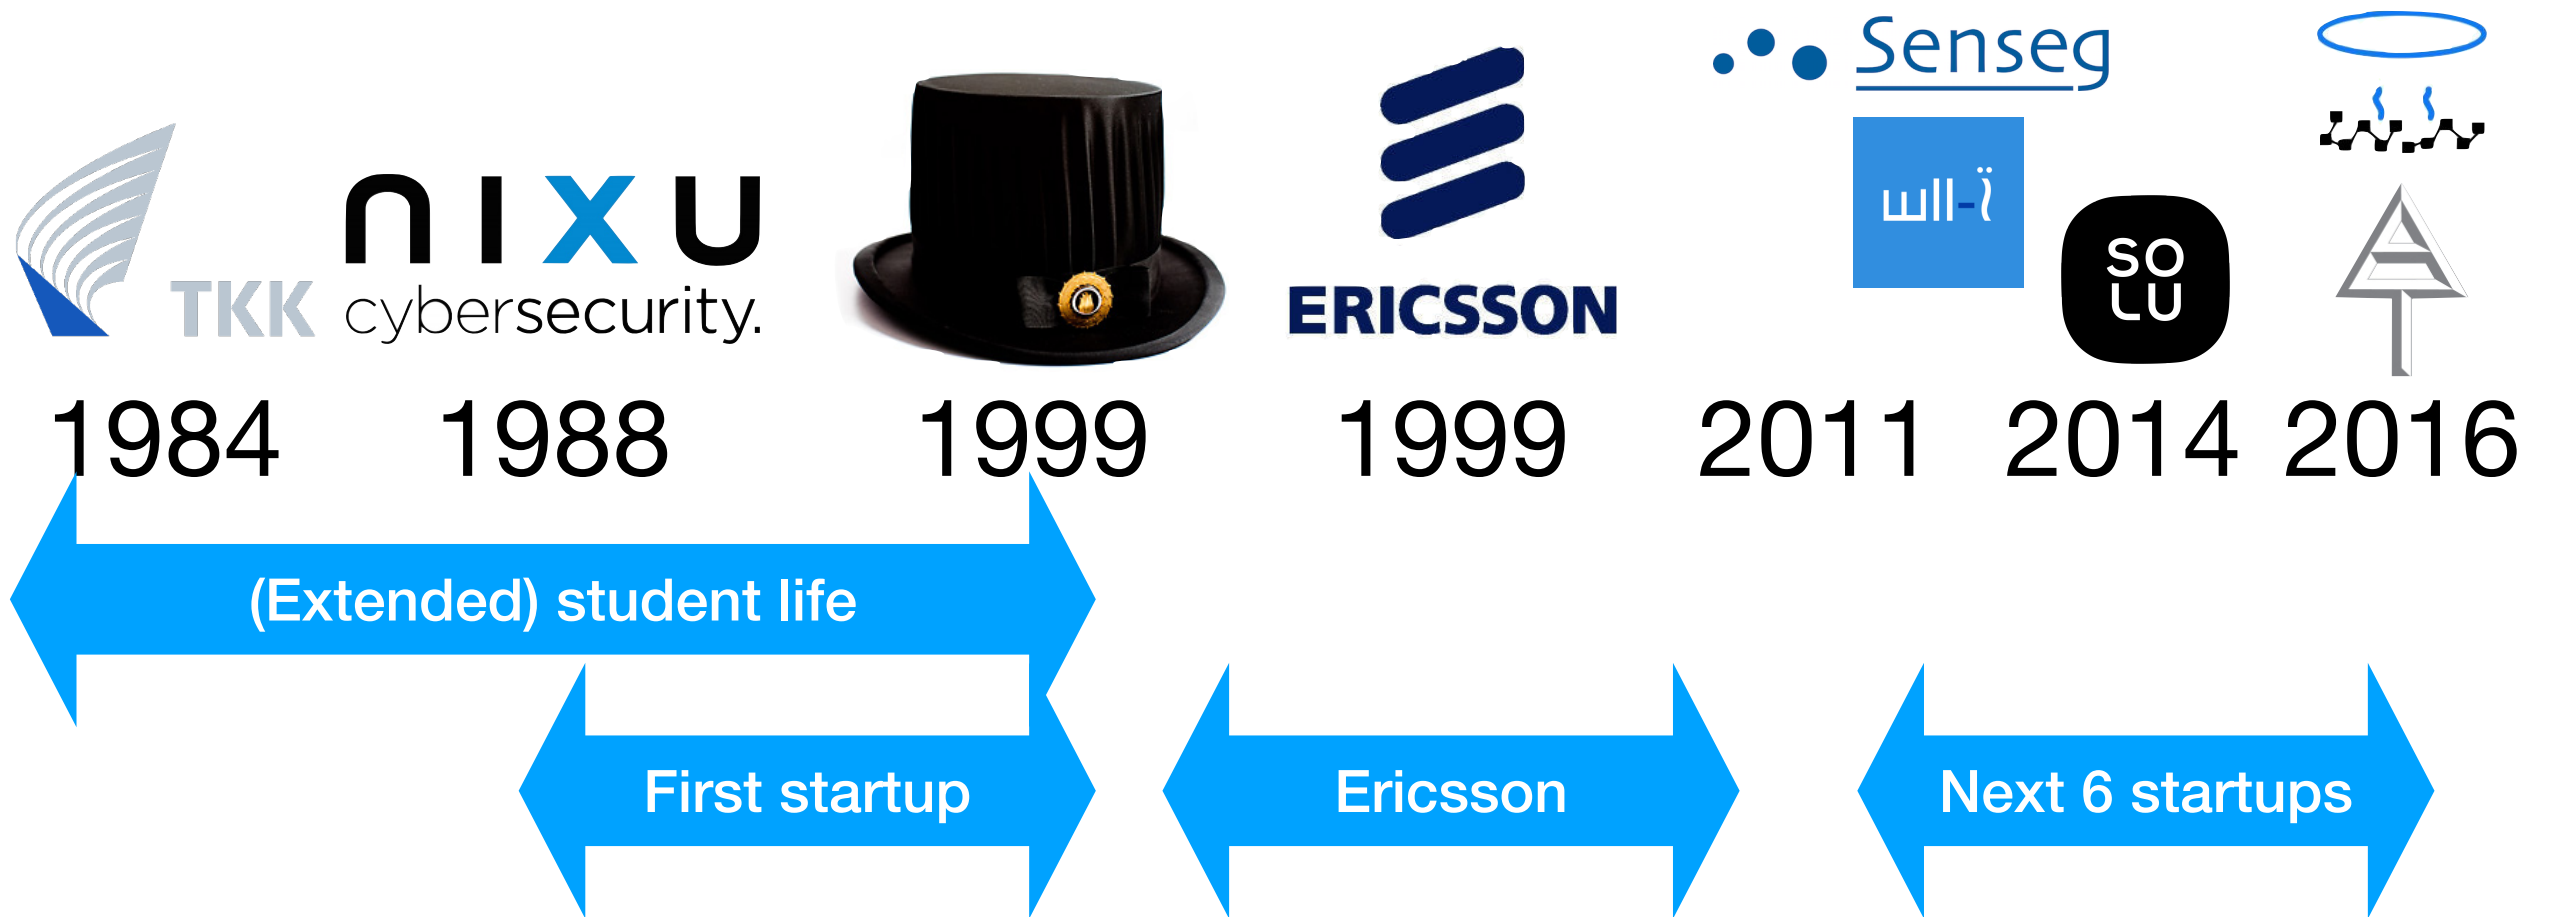 Senseg
TKK
nixu
cybersecurity.
ERICSSON
SO
LU
1984 1988 1999 1999 2011 2014 2016
(Extended) student life
First startup
Ericsson
Next 6 startups